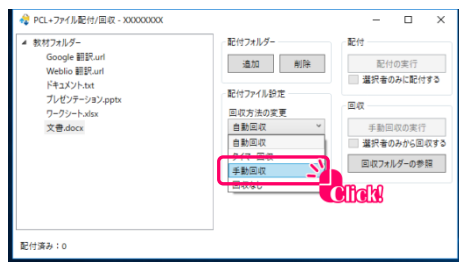 PCL+ファイル配付/回収 - XXXXXXXX
教材フォルダー
Google 翻訳.url
Weblio 翻訳.url
ドキュメント.txt
プレゼンテーション.pptx
ワークシート.xlsx
文書.docx
配付済み：0
配付フォルダー
追加
削除
配付ファイル設定
回収方法の変更
自動回収
自動回収
手動回収
回収なし
Click!
配付
配付の実行
選択者のみに配付する
回収
手動回収の実行
選択者のみから回収する
回収フォルダーの参照